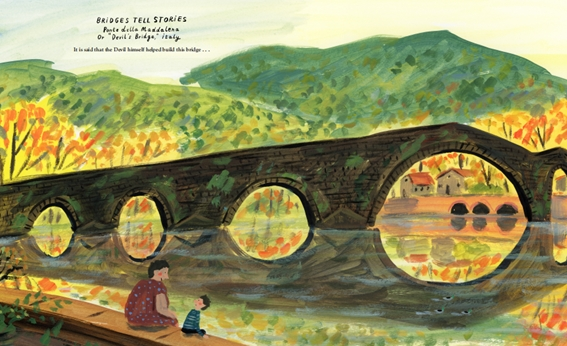 BRIDGES TELL STORIES
Ponte della Maddalena
Or "Devil's Bridge," Italy
It is said that the Devil himself helped build this bridge . . .